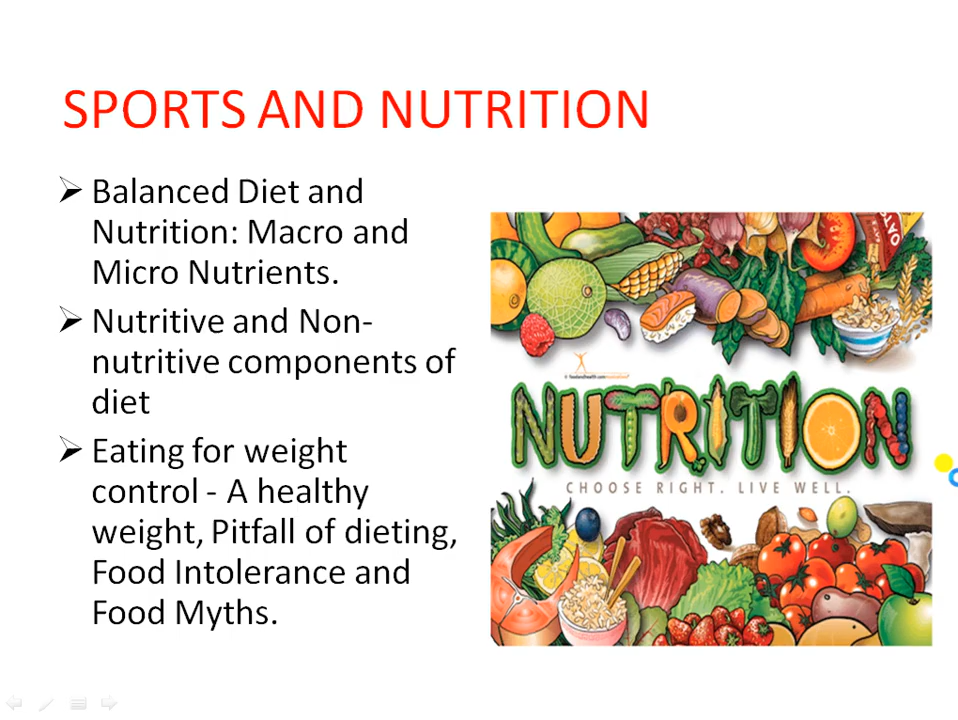 SPORTS AND NUTRITION
Balanced Diet and
Nutrition: Macro and
Micro Nutrients.
Nutritive and Non-
nutritive components of
diet
Eating for weight
control - A healthy
weight, Pitfall of dieting,
Food Intolerance and
Food Myths.
OATS
NUTRITION
CHOOSE RIGHT. LIVE WELL.